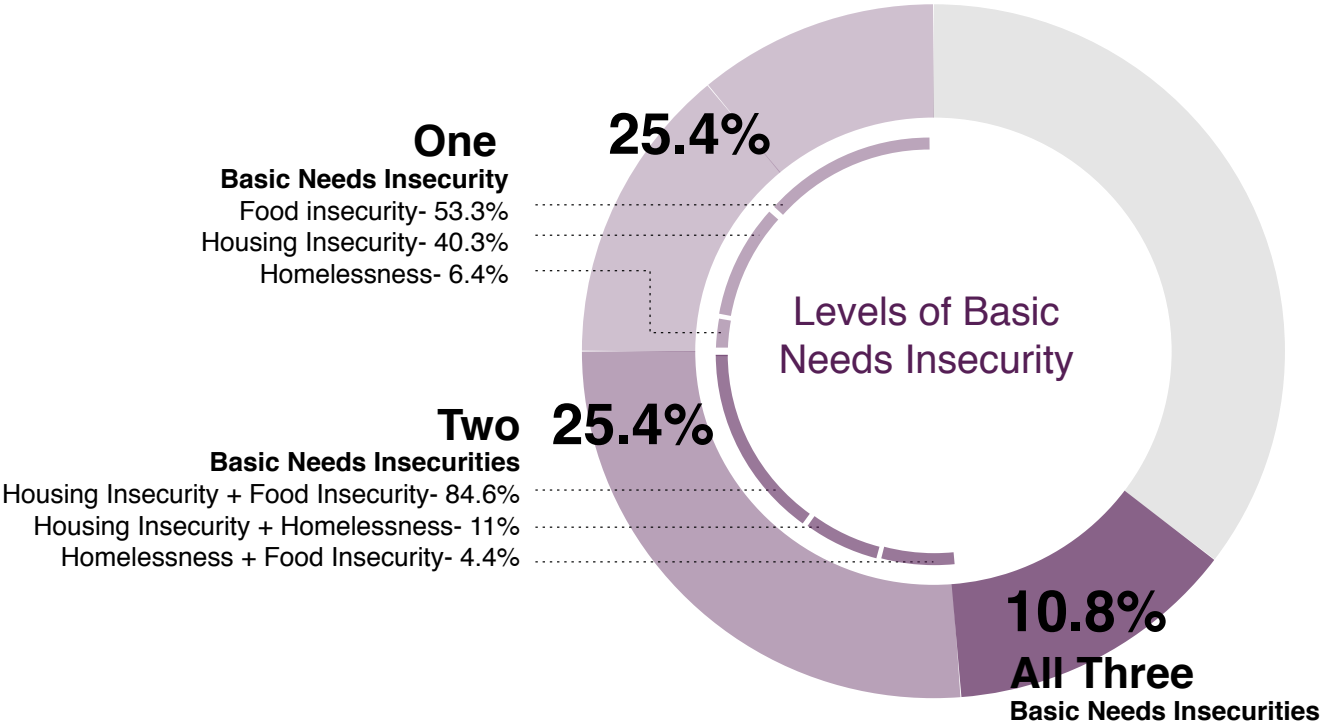 One
25.4%
Basic Needs Insecurity
Food insecurity- 53.3%
Housing Insecurity- 40.3%
Homelessness- 6.4%
Levels of Basic
Needs Insecurity
Two
25.4%
Basic Needs Insecurities
Housing Insecurity + Food Insecurity- 84.6%
Housing Insecurity + Homelessness- 11%
Homelessness + Food Insecurity- 4.4%
10.8%
All Three
Basic Needs Insecurities